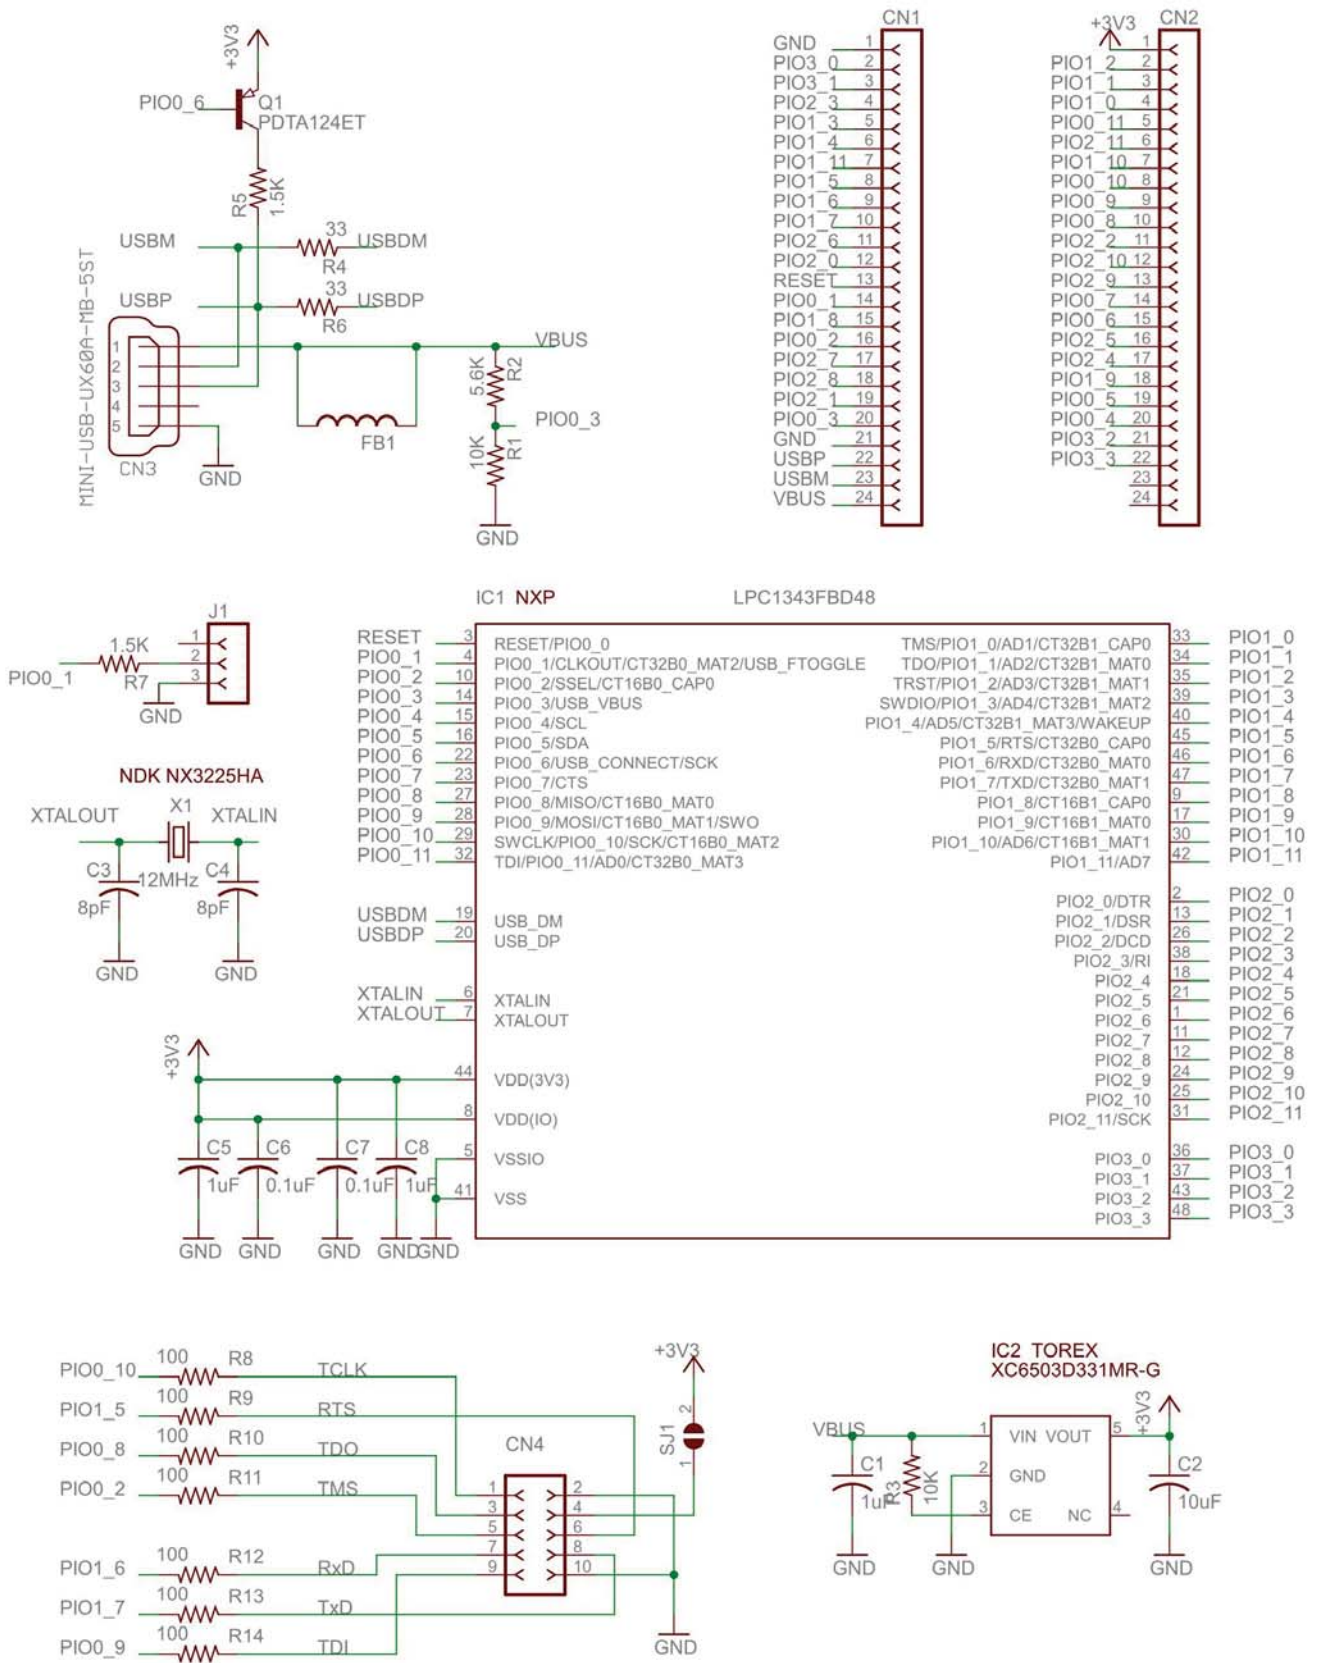 +3V3
PIO0_6
Q1
PDTA124ET
R5
1.5K
USBM
33
USBDM
R4
USBP
33
USBDP
R6
MINI-USB-UX60A-MB-5ST
1
2
3
4
5
CN3
GND
VBUS
FB1
5.6K
R2
PIO0_3
10K
R1
GND
CN1
GND 1
PIO3_0 2
PIO3_1 3
PIO2_3 4
PIO1_3 5
PIO1_4 6
PIO1_11 7
PIO1_5 8
PIO1_6 9
PIO1_7 10
PIO2_6 11
PIO2_0 12
RESET 13
PIO0_1 14
PIO1_8 15
PIO0_2 16
PIO2_7 17
PIO2_8 18
PIO2_1 19
PIO0_3 20
GND 21
USBP 22
USBM 23
VBUS 24
+3V3
CN2
1
PIO1_2 2
PIO1_1 3
PIO1_0 4
PIO0_11 5
PIO2_11 6
PIO1_10 7
PIO0_10 8
PIO0_9 9
PIO0_8 10
PIO2_2 11
PIO2_10 12
PIO2_9 13
PIO0_7 14
PIO0_6 15
PIO2_5 16
PIO2_4 17
PIO1_9 18
PIO0_5 19
PIO0_4 20
PIO3_2 21
PIO3_3 22
23
24
J1
1
2
3
1.5K
R7
PIO0_1
GND
NDK NX3225HA
XTALOUT
X1
XTALIN
C3
12MHz
C4
8pF
8pF
GND
GND
IC1 NXP
LPC1343FBD48
RESET 3 RESET/PIO0_0
PIO0_1 4 PIO0_1/CLKOUT/CT32B0_MAT2/USB_FTOGGLE
PIO0_2 10 PIO0_2/SSEL/CT16B0_CAP0
PIO0_3 14 PIO0_3/USB_VBUS
PIO0_4 15 PIO0_4/SCL
PIO0_5 16 PIO0_5/SDA
PIO0_6 22 PIO0_6/USB_CONNECT/SCK
PIO0_7 23 PIO0_7/CTS
PIO0_8 27 PIO0_8/MISO/CT16B0_MAT0
PIO0_9 28 PIO0_9/MOSI/CT16B0_MAT1/SWO
PIO0_10 29 SWCLK/PIO0_10/SCK/CT16B0_MAT2
PIO0_11 32 TDI/PIO0_11/AD0/CT32B0_MAT3
USBDM 19 USB_DM
USBDP 20 USB_DP
XTALIN 6 XTALIN
XTALOUT 7 XTALOUT
44 VDD(3V3)
8 VDD(IO)
5 VSSIO
41 VSS
TMS/PIO1_0/AD1/CT32B1_CAP0 33 PIO1_0
TDO/PIO1_1/AD2/CT32B1_MAT0 34 PIO1_1
TRST/PIO1_2/AD3/CT32B1_MAT1 35 PIO1_2
SWDIO/PIO1_3/AD4/CT32B1_MAT2 39 PIO1_3
PIO1_4/AD5/CT32B1_MAT3/WAKEUP 40 PIO1_4
PIO1_5/RTS/CT32B0_CAP0 45 PIO1_5
PIO1_6/RXD/CT32B0_MAT0 46 PIO1_6
PIO1_7/TXD/CT32B0_MAT1 47 PIO1_7
PIO1_8/CT16B1_CAP0 9 PIO1_8
PIO1_9/CT16B1_MAT0 17 PIO1_9
PIO1_10/AD6/CT16B1_MAT1 30 PIO1_10
PIO1_11/AD7 42 PIO1_11
PIO2_0/DTR 2 PIO2_0
PIO2_1/DSR 13 PIO2_1
PIO2_2/DCD 26 PIO2_2
PIO2_3/RI 38 PIO2_3
PIO2_4 18 PIO2_4
PIO2_5 21 PIO2_5
PIO2_6 1 PIO2_6
PIO2_7 11 PIO2_7
PIO2_8 12 PIO2_8
PIO2_9 24 PIO2_9
PIO2_10 25 PIO2_10
PIO2_11/SCK 31 PIO2_11
PIO3_0 36 PIO3_0
PIO3_1 37 PIO3_1
PIO3_2 43 PIO3_2
PIO3_3 48 PIO3_3
+3V3
C5 C6 C7 C8
1uF 0.1uF 0.1uF 1uF
GND GND GND GND GND
PIO0_10 100 R8 TCLK
PIO1_5 100 R9 RTS
PIO0_8 100 R10 TDO
PIO0_2 100 R11 TMS
PIO1_6 100 R12 RxD
PIO1_7 100 R13 TxD
PIO0_9 100 R14 TDI
CN4
1 2
3 4
5 6
7 8
9 10
+3V3
SJ1
2
1
GND
IC2 TOREX
XC6503D331MR-G
VBUS
1 VIN VOUT 5
2 GND
3 CE NC 4
+3V3
C1
1uF
R3
10K
C2
10uF
GND GND GND